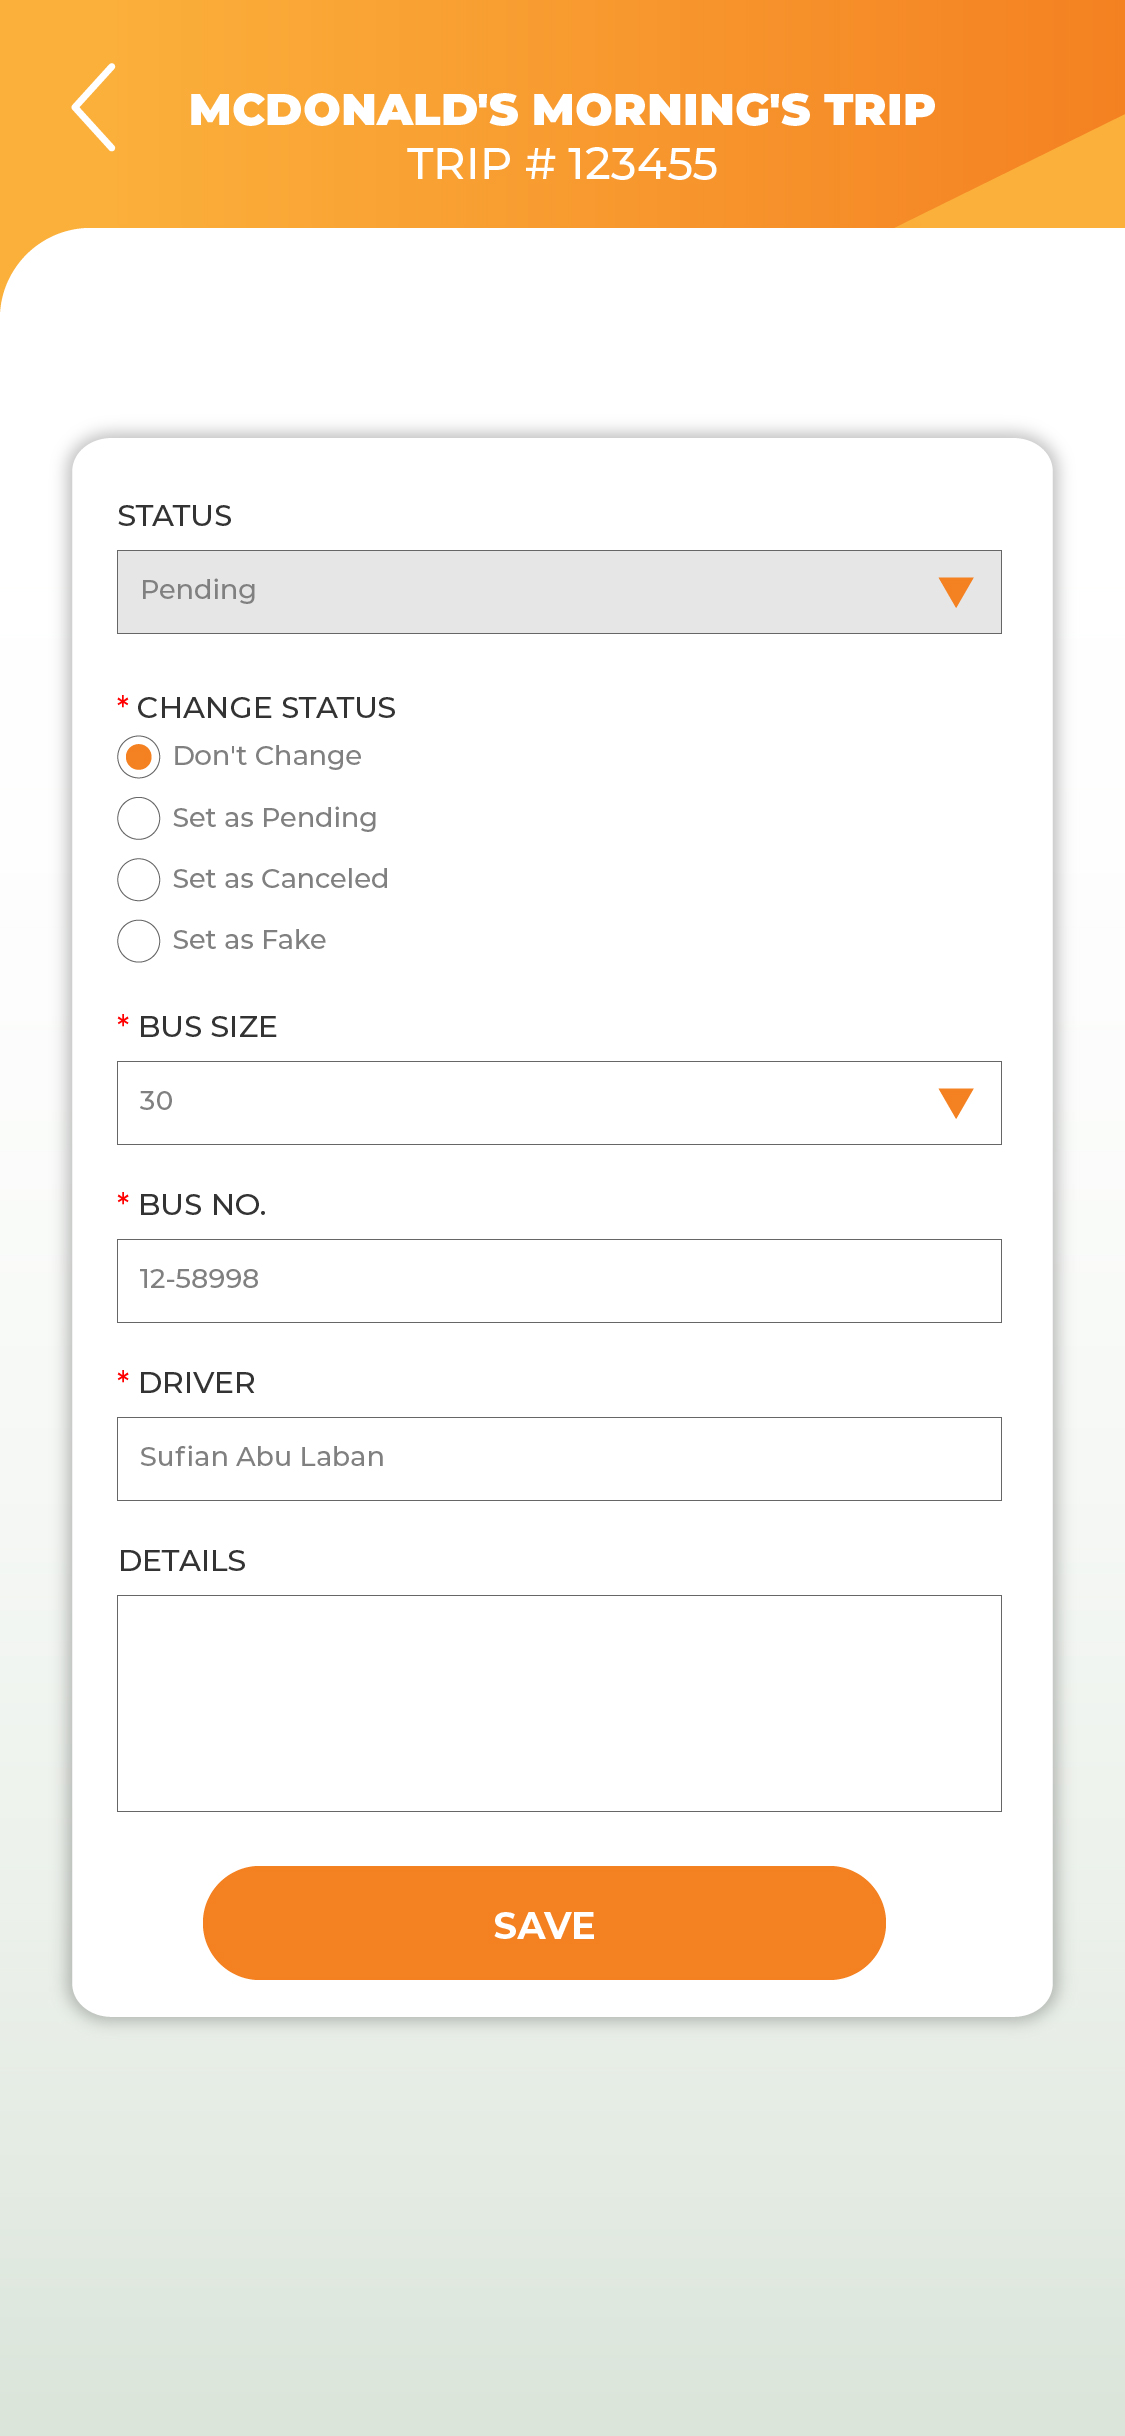 MCDONALD'S MORNING'S TRIP
TRIP # 123455
STATUS
Pending
* CHANGE STATUS
Don't Change
Set as Pending
Set as Canceled
Set as Fake
* BUS SIZE
30
* BUS NO.
12-58998
* DRIVER
Sufian Abu Laban
DETAILS
SAVE